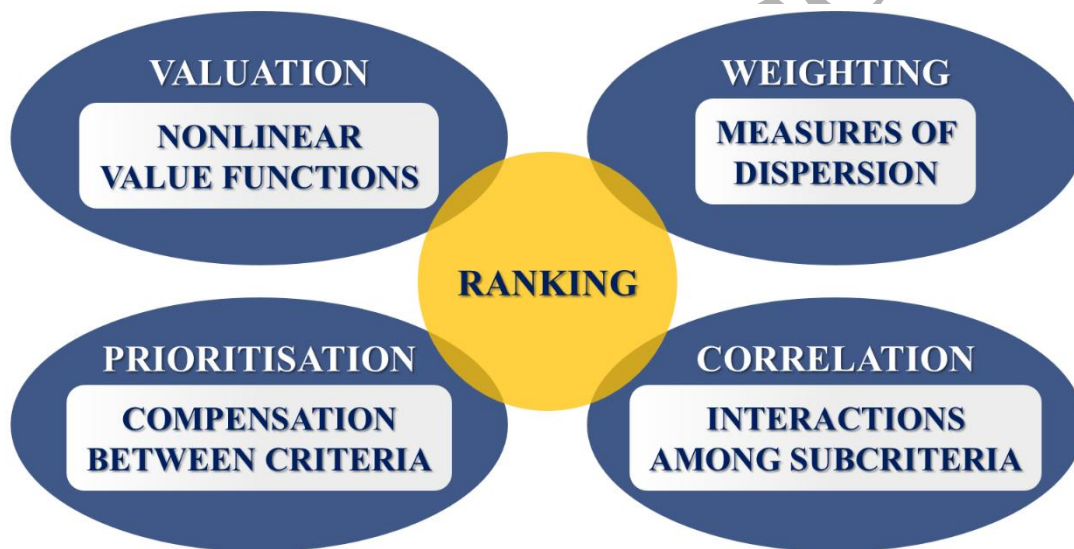 VALUATION
NONLINEAR
VALUE FUNCTIONS
WEIGHTING
MEASURES OF
DISPERSION
RANKING
PRIORITISATION
COMPENSATION
BETWEEN CRITERIA
CORRELATION
INTERACTIONS
AMONG SUBCRITERIA